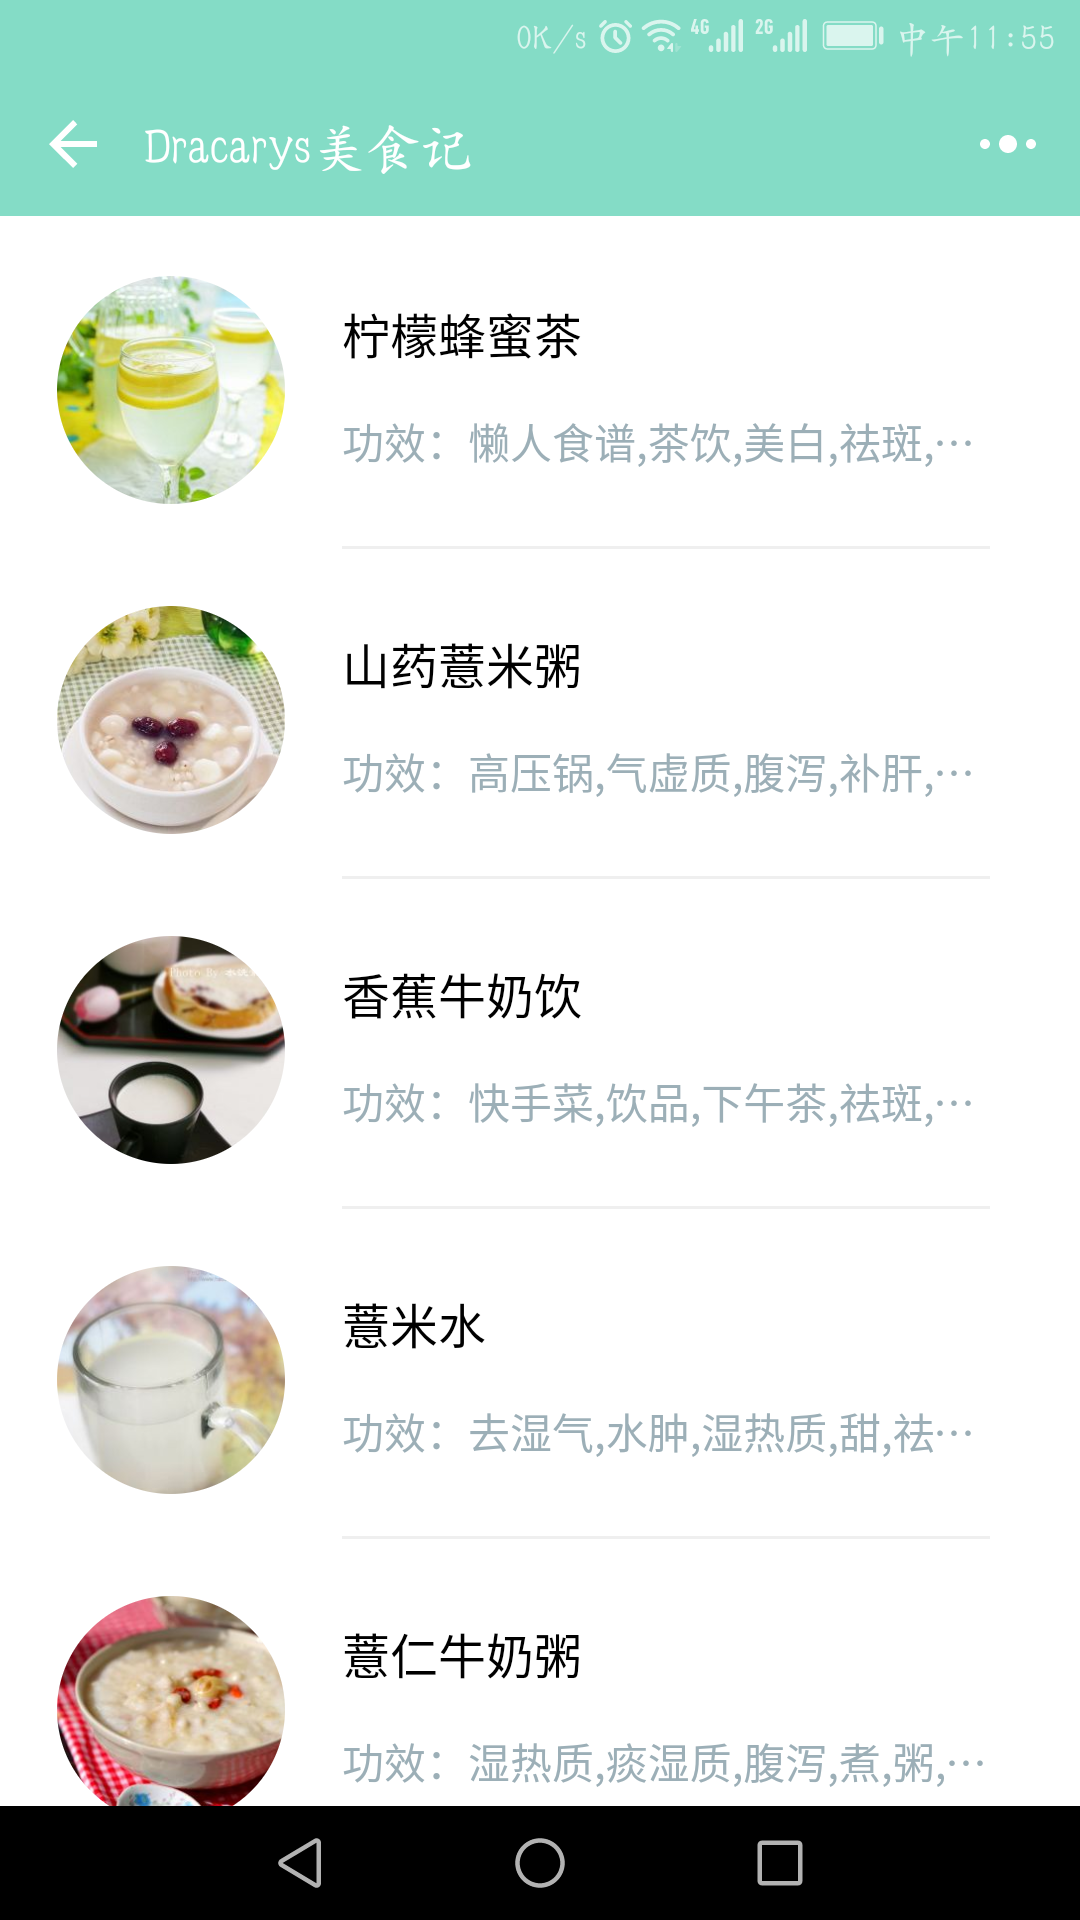 0K/s 4G 2G 中午11:55
Dracarys美食记
柠檬蜂蜜茶
功效：懒人食谱,茶饮,美白,祛斑,…
山药薏米粥
功效：高压锅,气虚质,腹泻,补肝,…
Photo By
香蕉牛奶饮
功效：快手菜,饮品,下午茶,祛斑,…
薏米水
功效：去湿气,水肿,湿热质,甜,祛…
薏仁牛奶粥
功效：湿热质,痰湿质,腹泻,煮,粥,…